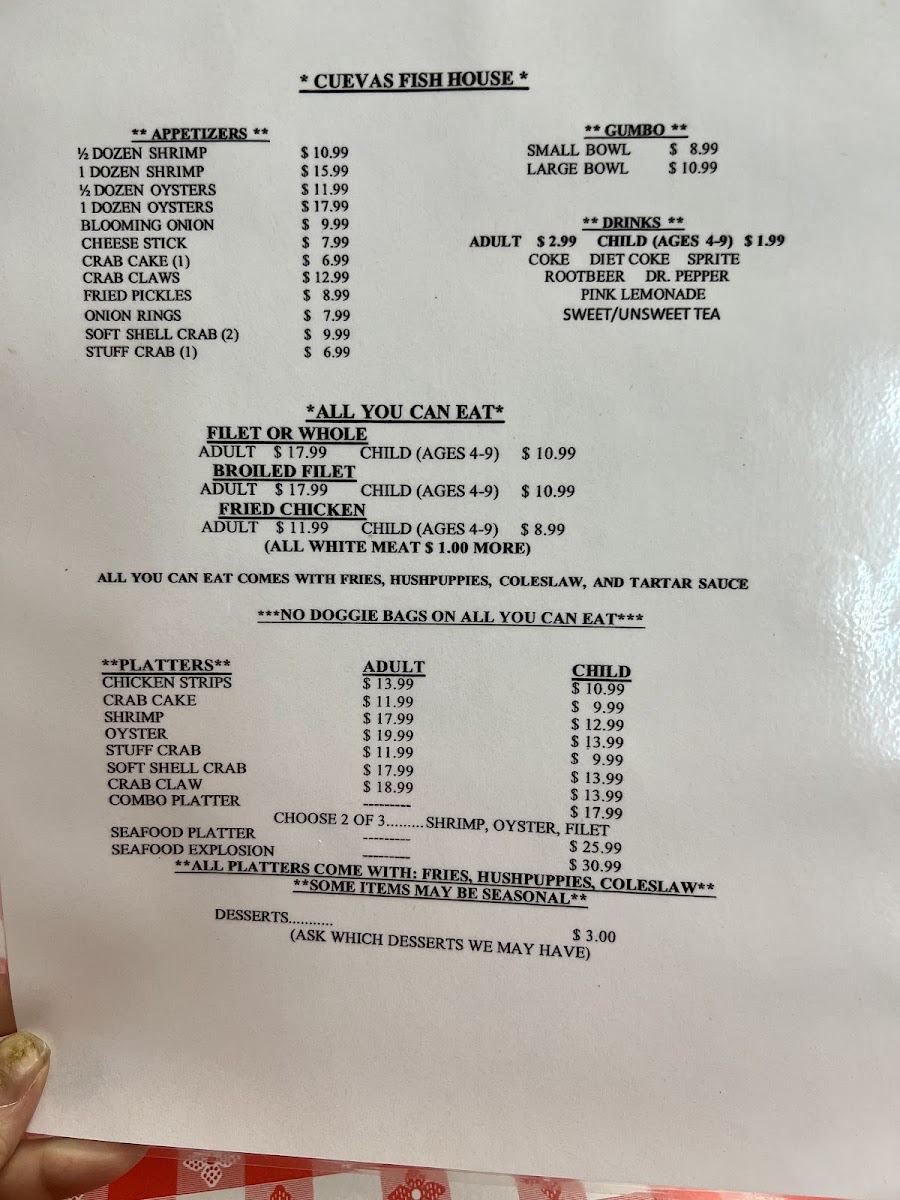 * CUEVAS FISH HOUSE *
** APPETIZERS **
½ DOZEN SHRIMP $ 10.99
1 DOZEN SHRIMP $ 15.99
½ DOZEN OYSTERS $ 11.99
1 DOZEN OYSTERS $ 17.99
BLOOMING ONION $ 9.99
CHEESE STICK $ 7.99
CRAB CAKE (1) $ 6.99
CRAB CLAWS $ 12.99
FRIED PICKLES $ 8.99
ONION RINGS $ 7.99
SOFT SHELL CRAB (2) $ 9.99
STUFF CRAB (1) $ 6.99
** GUMBO **
SMALL BOWL $ 8.99
LARGE BOWL $ 10.99
** DRINKS **
ADULT $ 2.99 CHILD (AGES 4-9) $ 1.99
COKE DIET COKE SPRITE
ROOTBEER DR. PEPPER
PINK LEMONADE
SWEET/UNSWEET TEA
*ALL YOU CAN EAT*
FILET OR WHOLE
ADULT $ 17.99 CHILD (AGES 4-9) $ 10.99
BROILED FILET
ADULT $ 17.99 CHILD (AGES 4-9) $ 10.99
FRIED CHICKEN
ADULT $ 11.99 CHILD (AGES 4-9) $ 8.99
(ALL WHITE MEAT $ 1.00 MORE)
ALL YOU CAN EAT COMES WITH FRIES, HUSHPUPPIES, COLESLAW, AND TARTAR SAUCE
***NO DOGGIE BAGS ON ALL YOU CAN EAT***
**PLATTERS** ADULT CHILD
CHICKEN STRIPS $ 13.99 $ 10.99
CRAB CAKE $ 11.99 $ 9.99
SHRIMP $ 17.99 $ 12.99
OYSTER $ 19.99 $ 13.99
STUFF CRAB $ 11.99 $ 9.99
SOFT SHELL CRAB $ 17.99 $ 13.99
CRAB CLAW $ 18.99 $ 13.99
COMBO PLATTER --------- $ 17.99
CHOOSE 2 OF 3.........SHRIMP, OYSTER, FILET
SEAFOOD PLATTER --------- $ 25.99
SEAFOOD EXPLOSION --------- $ 30.99
**ALL PLATTERS COME WITH: FRIES, HUSHPUPPIES, COLESLAW**
**SOME ITEMS MAY BE SEASONAL**
DESSERTS........... $ 3.00
(ASK WHICH DESSERTS WE MAY HAVE)